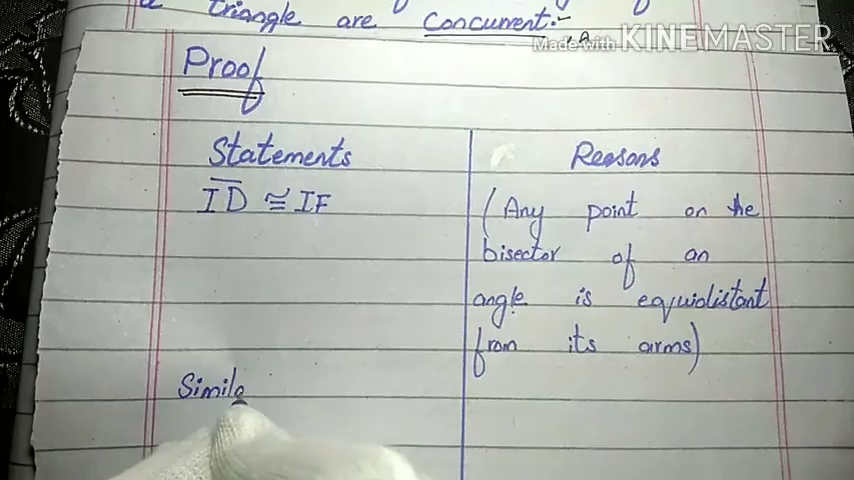 triangle are Concurrent:-
Made with KINEMASTER
A
Proof
Statements
Reasons
ID ≅ IF
(Any point on the
bisector of an
angle is equidistant
from its arms)
Simila